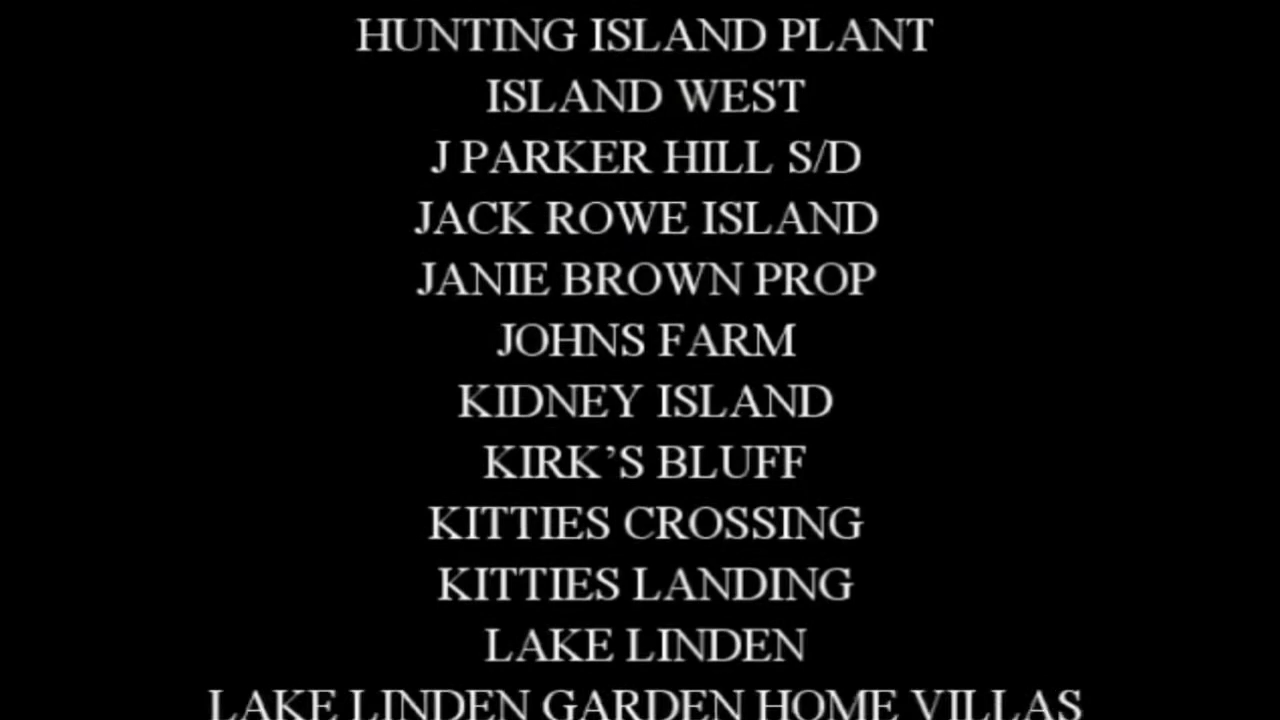 HUNTING ISLAND PLANT
ISLAND WEST
J PARKER HILL S/D
JACK ROWE ISLAND
JANIE BROWN PROP
JOHNS FARM
KIDNEY ISLAND
KIRK’S BLUFF
KITTIES CROSSING
KITTIES LANDING
LAKE LINDEN
LAKE LINDEN GARDEN HOME VILLAS